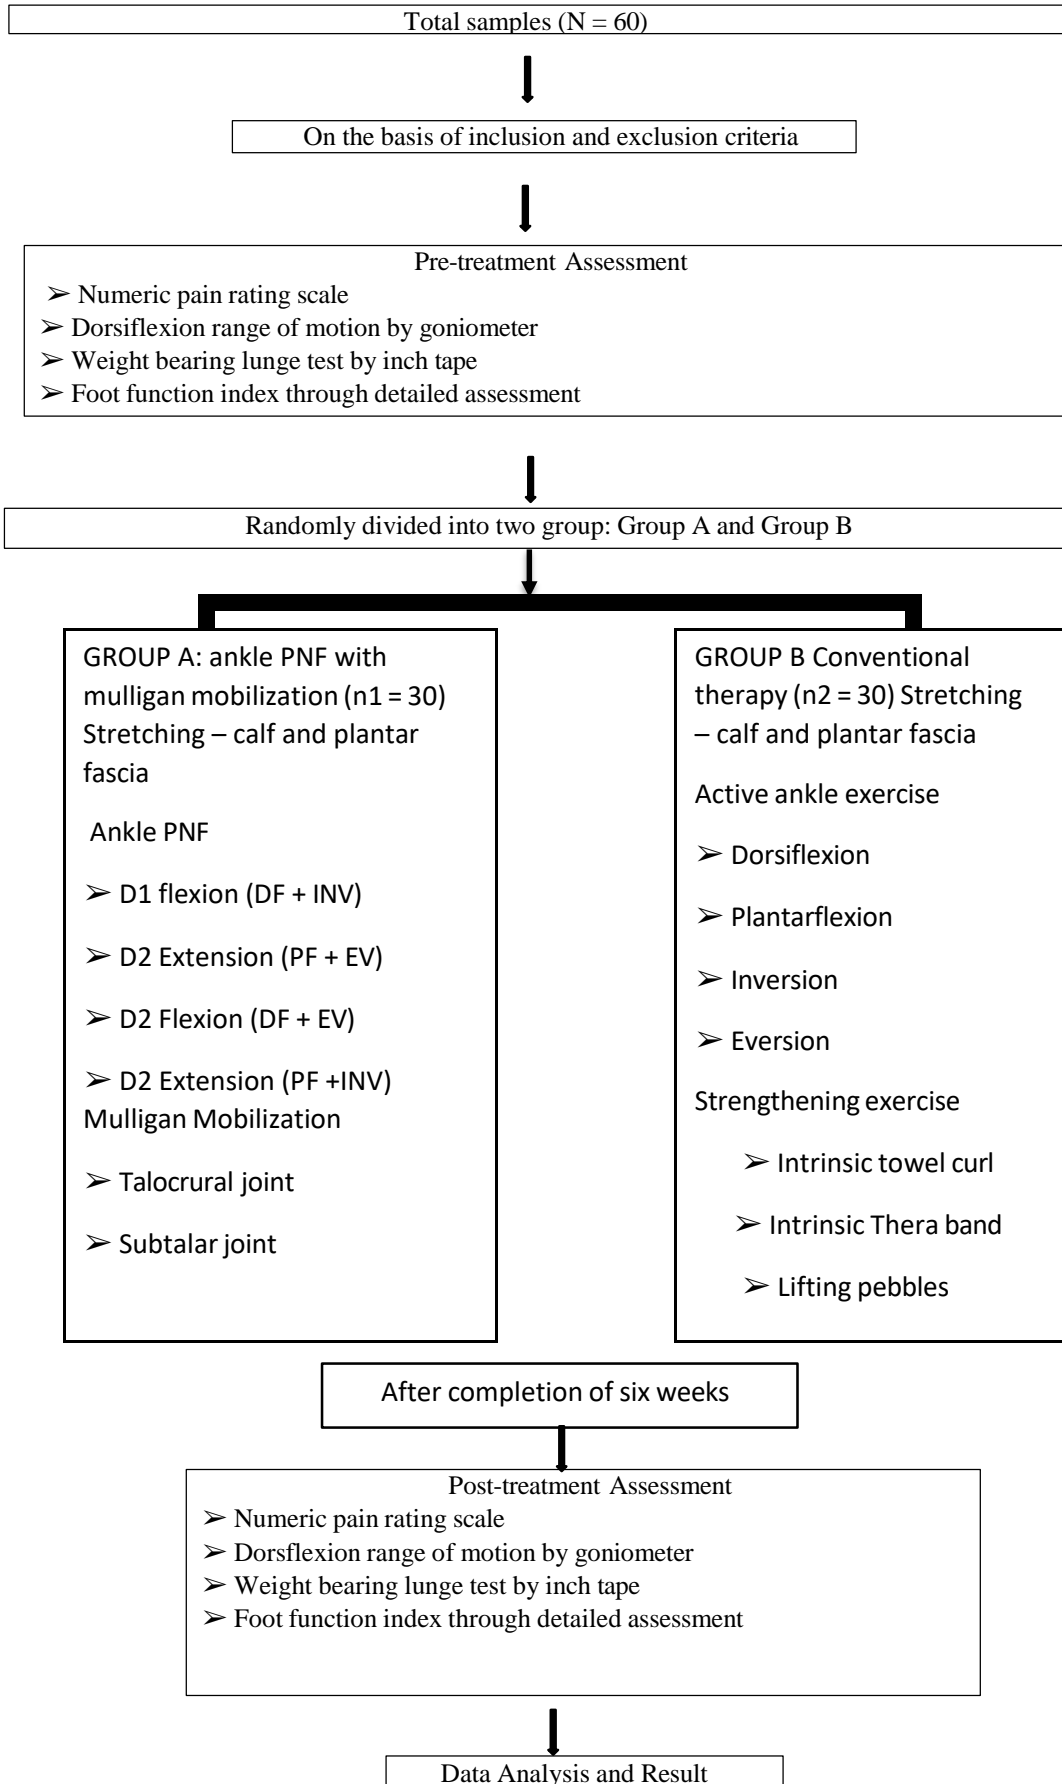 Total samples (N = 60)
On the basis of inclusion and exclusion criteria
Pre-treatment Assessment
➢ Numeric pain rating scale
➢ Dorsiflexion range of motion by goniometer
➢ Weight bearing lunge test by inch tape
➢ Foot function index through detailed assessment
Randomly divided into two group: Group A and Group B
GROUP A: ankle PNF with
mulligan mobilization (n1 = 30)
Stretching – calf and plantar
fascia
Ankle PNF
➢ D1 flexion (DF + INV)
➢ D2 Extension (PF + EV)
➢ D2 Flexion (DF + EV)
➢ D2 Extension (PF +INV)
Mulligan Mobilization
➢ Talocrural joint
➢ Subtalar joint
GROUP B Conventional
therapy (n2 = 30) Stretching
– calf and plantar fascia
Active ankle exercise
➢ Dorsiflexion
➢ Plantarflexion
➢ Inversion
➢ Eversion
Strengthening exercise
➢ Intrinsic towel curl
➢ Intrinsic Thera band
➢ Lifting pebbles
After completion of six weeks
Post-treatment Assessment
➢ Numeric pain rating scale
➢ Dorsflexion range of motion by goniometer
➢ Weight bearing lunge test by inch tape
➢ Foot function index through detailed assessment
Data Analysis and Result